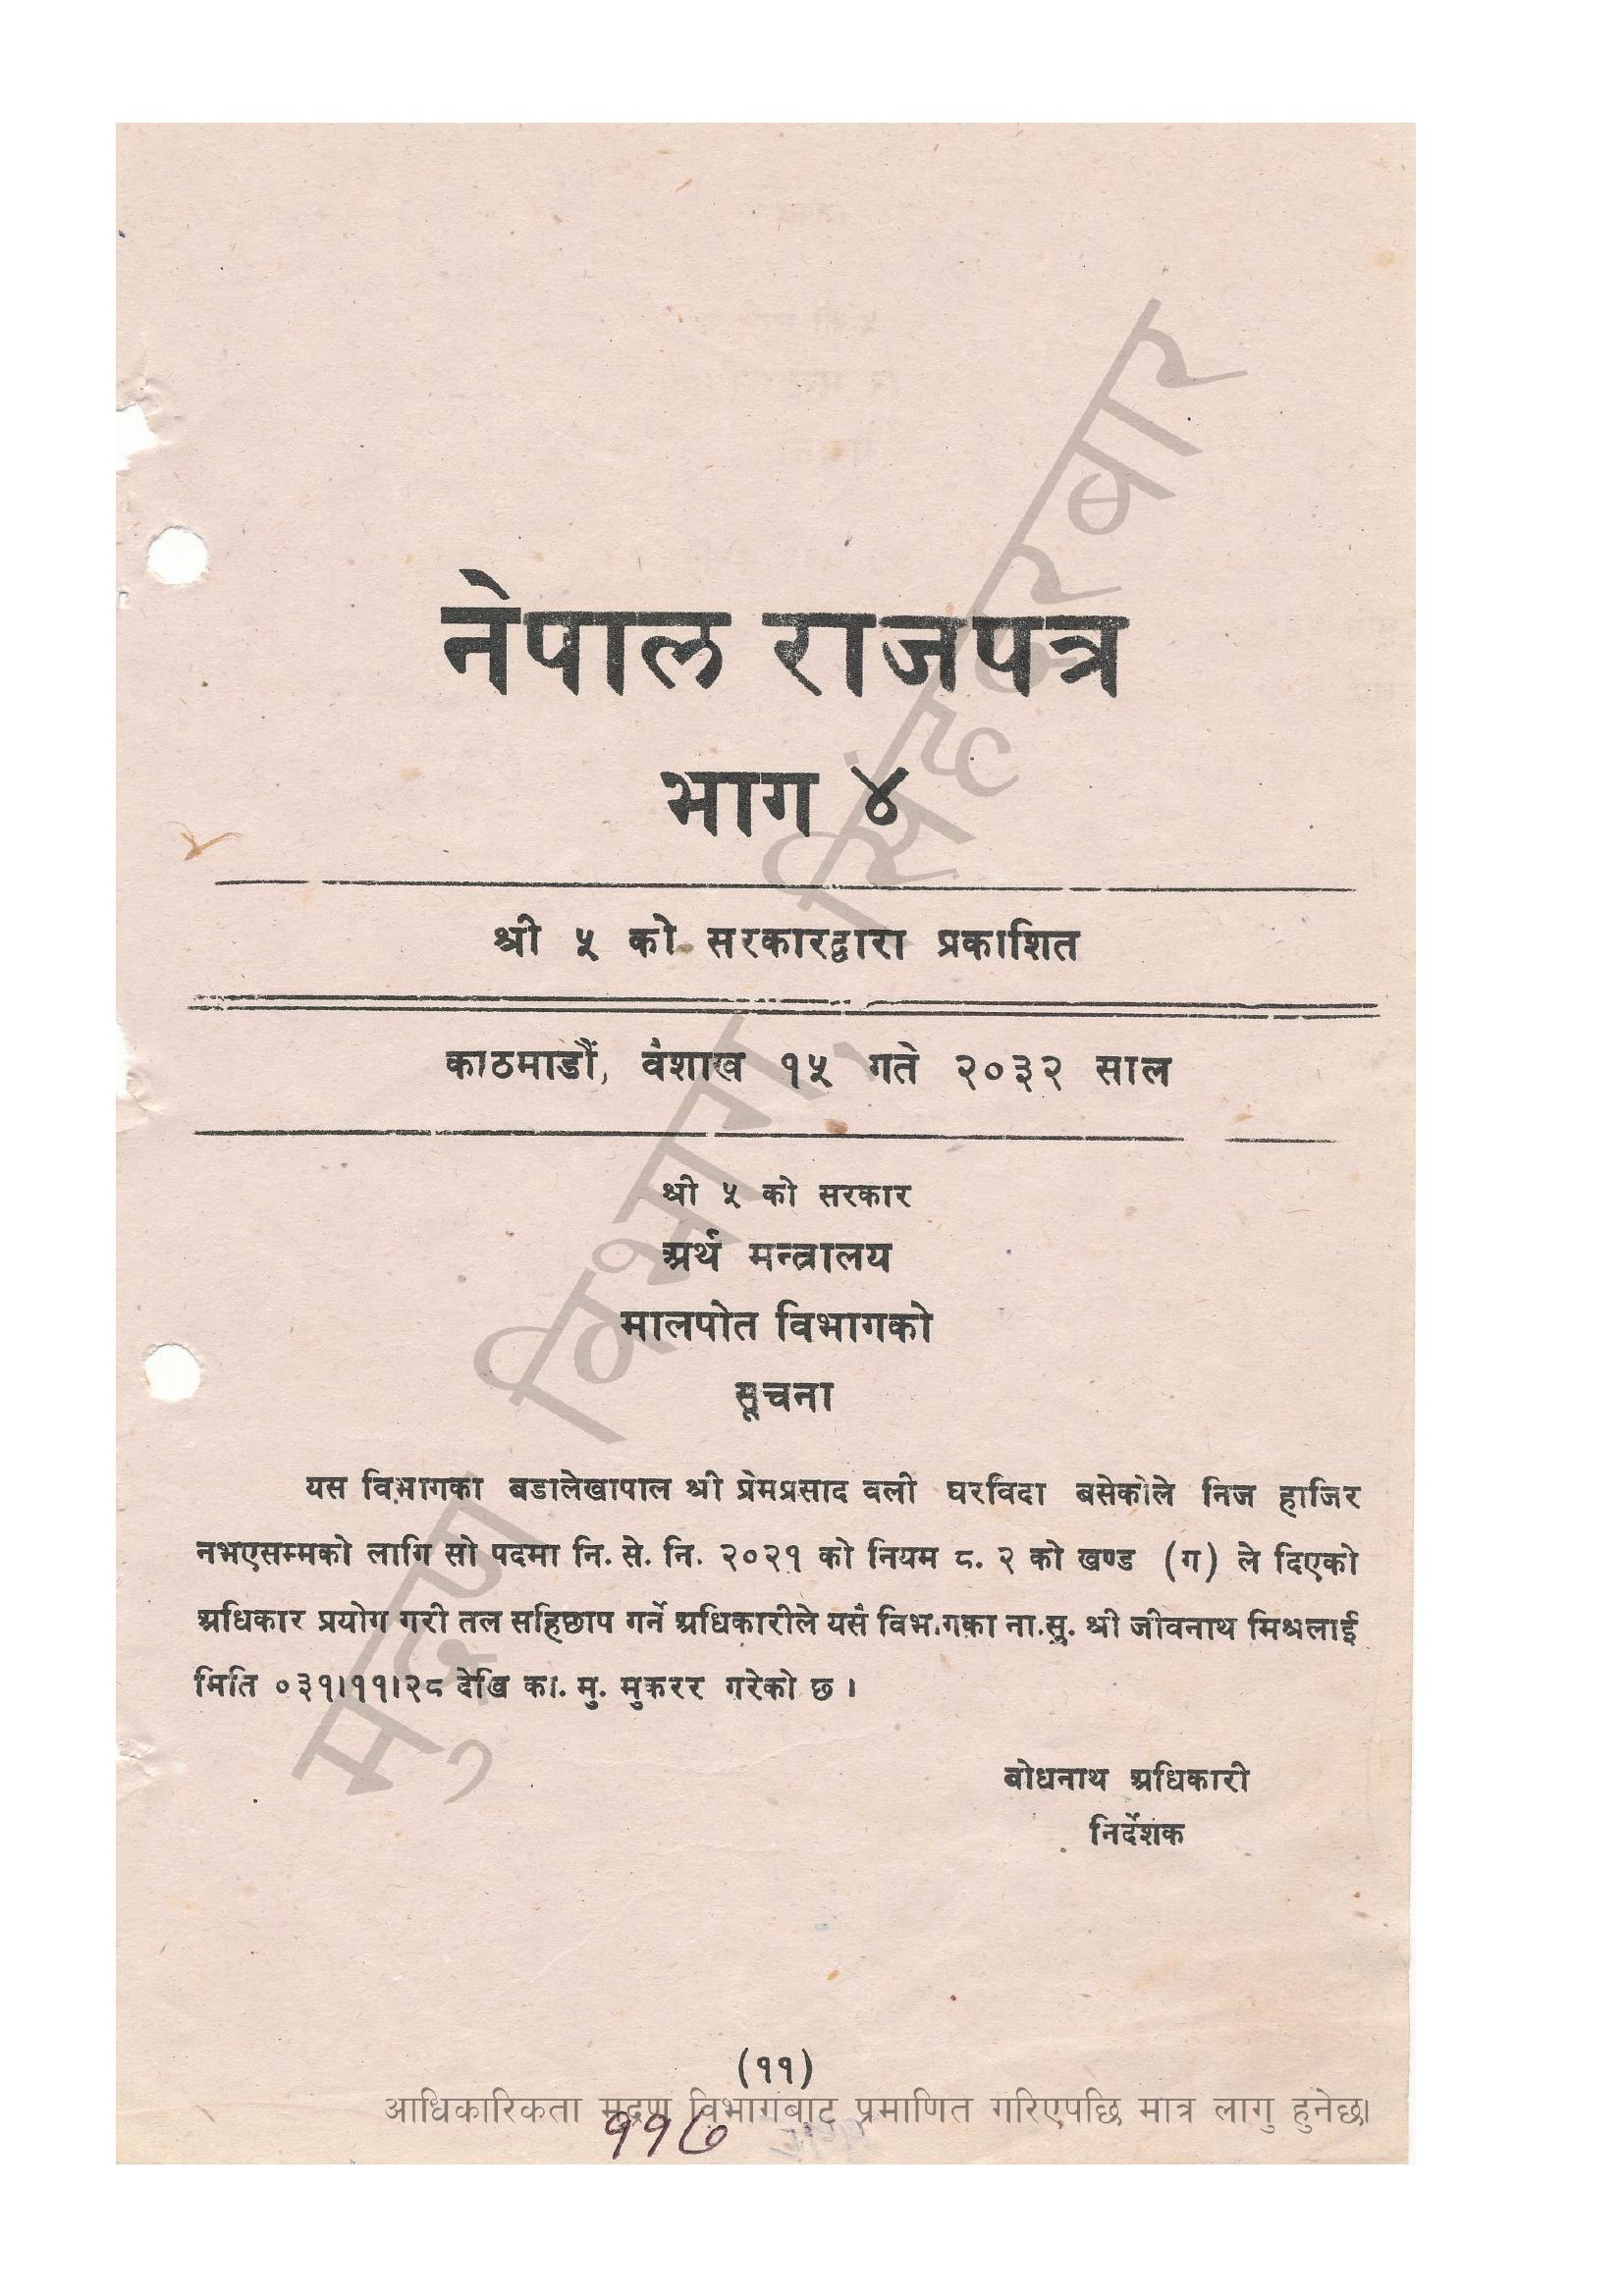 नेपाल राजपत्र
भाग ४
श्री ५ को सरकारद्वारा प्रकाशित
काठमाडौं, वैशाख १५ गते २०३२ साल
श्री ५ को सरकार
अर्थ मन्त्रालय
मालपोत विभागको
सूचना
यस विभागका बडालेखापाल श्री प्रेमप्रसाद वली घरविदा बसेकोले निज हाजिर
नभएसम्मको लागि सो पदमा नि. से. नि. २०२१ को नियम ८. २ को खण्ड (ग) ले दिएको
अधिकार प्रयोग गरी तल सहिछाप गर्ने अधिकारीले यसै विभागका ना.सु. श्री जीवनाथ मिश्रलाई
मिति ०३१।११।२८ देखि का. मु. मुकरर गरेको छ ।
बोधनाथ अधिकारी
निर्देशक
(११)
आधिकारिकता मुद्रण विभागबाट प्रमाणित गरिएपछि मात्र लागु हुनेछ।
११७
मुद्रण विभाग, सिंहदरबार